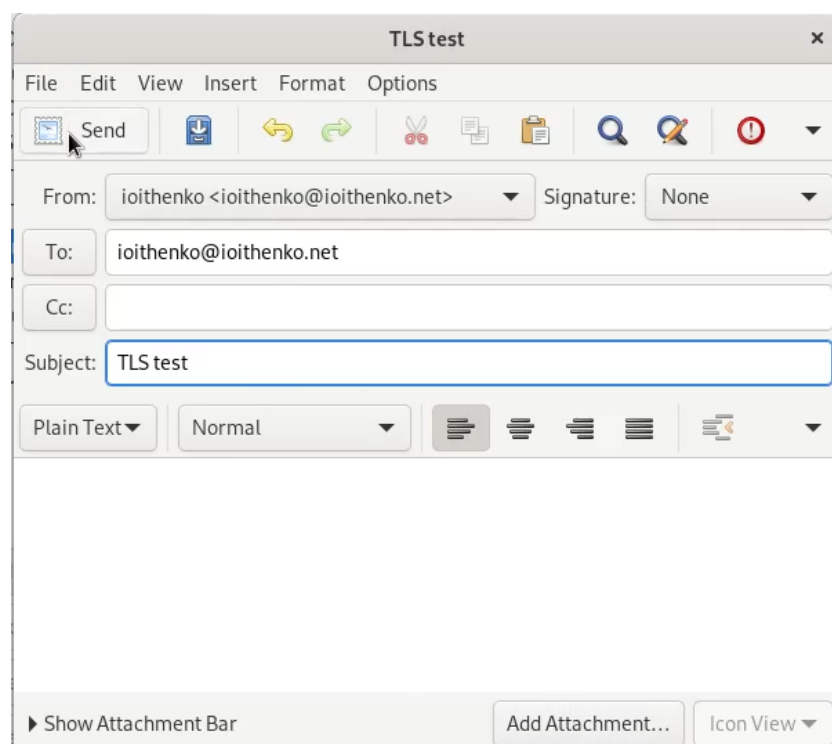 TLS test
File Edit View Insert Format Options
Send
From: ioithenko <ioithenko@ioithenko.net> Signature: None
To: ioithenko@ioithenko.net
Cc:
Subject: TLS test
Plain Text Normal
Show Attachment Bar Add Attachment... Icon View